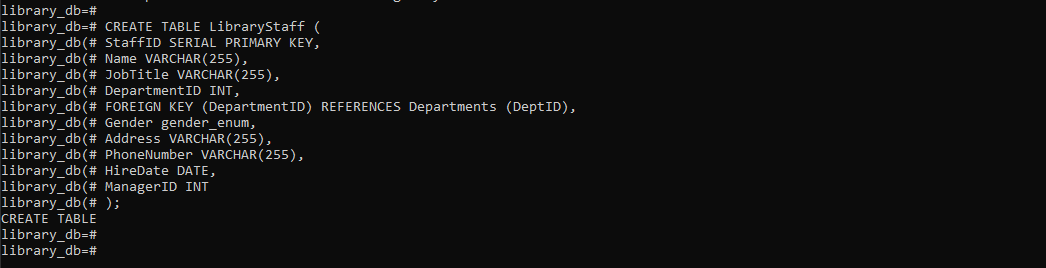 library_db=#
library_db=# CREATE TABLE LibraryStaff (
library_db(# StaffID SERIAL PRIMARY KEY,
library_db(# Name VARCHAR(255),
library_db(# JobTitle VARCHAR(255),
library_db(# DepartmentID INT,
library_db(# FOREIGN KEY (DepartmentID) REFERENCES Departments (DeptID),
library_db(# Gender gender_enum,
library_db(# Address VARCHAR(255),
library_db(# PhoneNumber VARCHAR(255),
library_db(# HireDate DATE,
library_db(# ManagerID INT
library_db(# );
CREATE TABLE
library_db=#
library_db=#